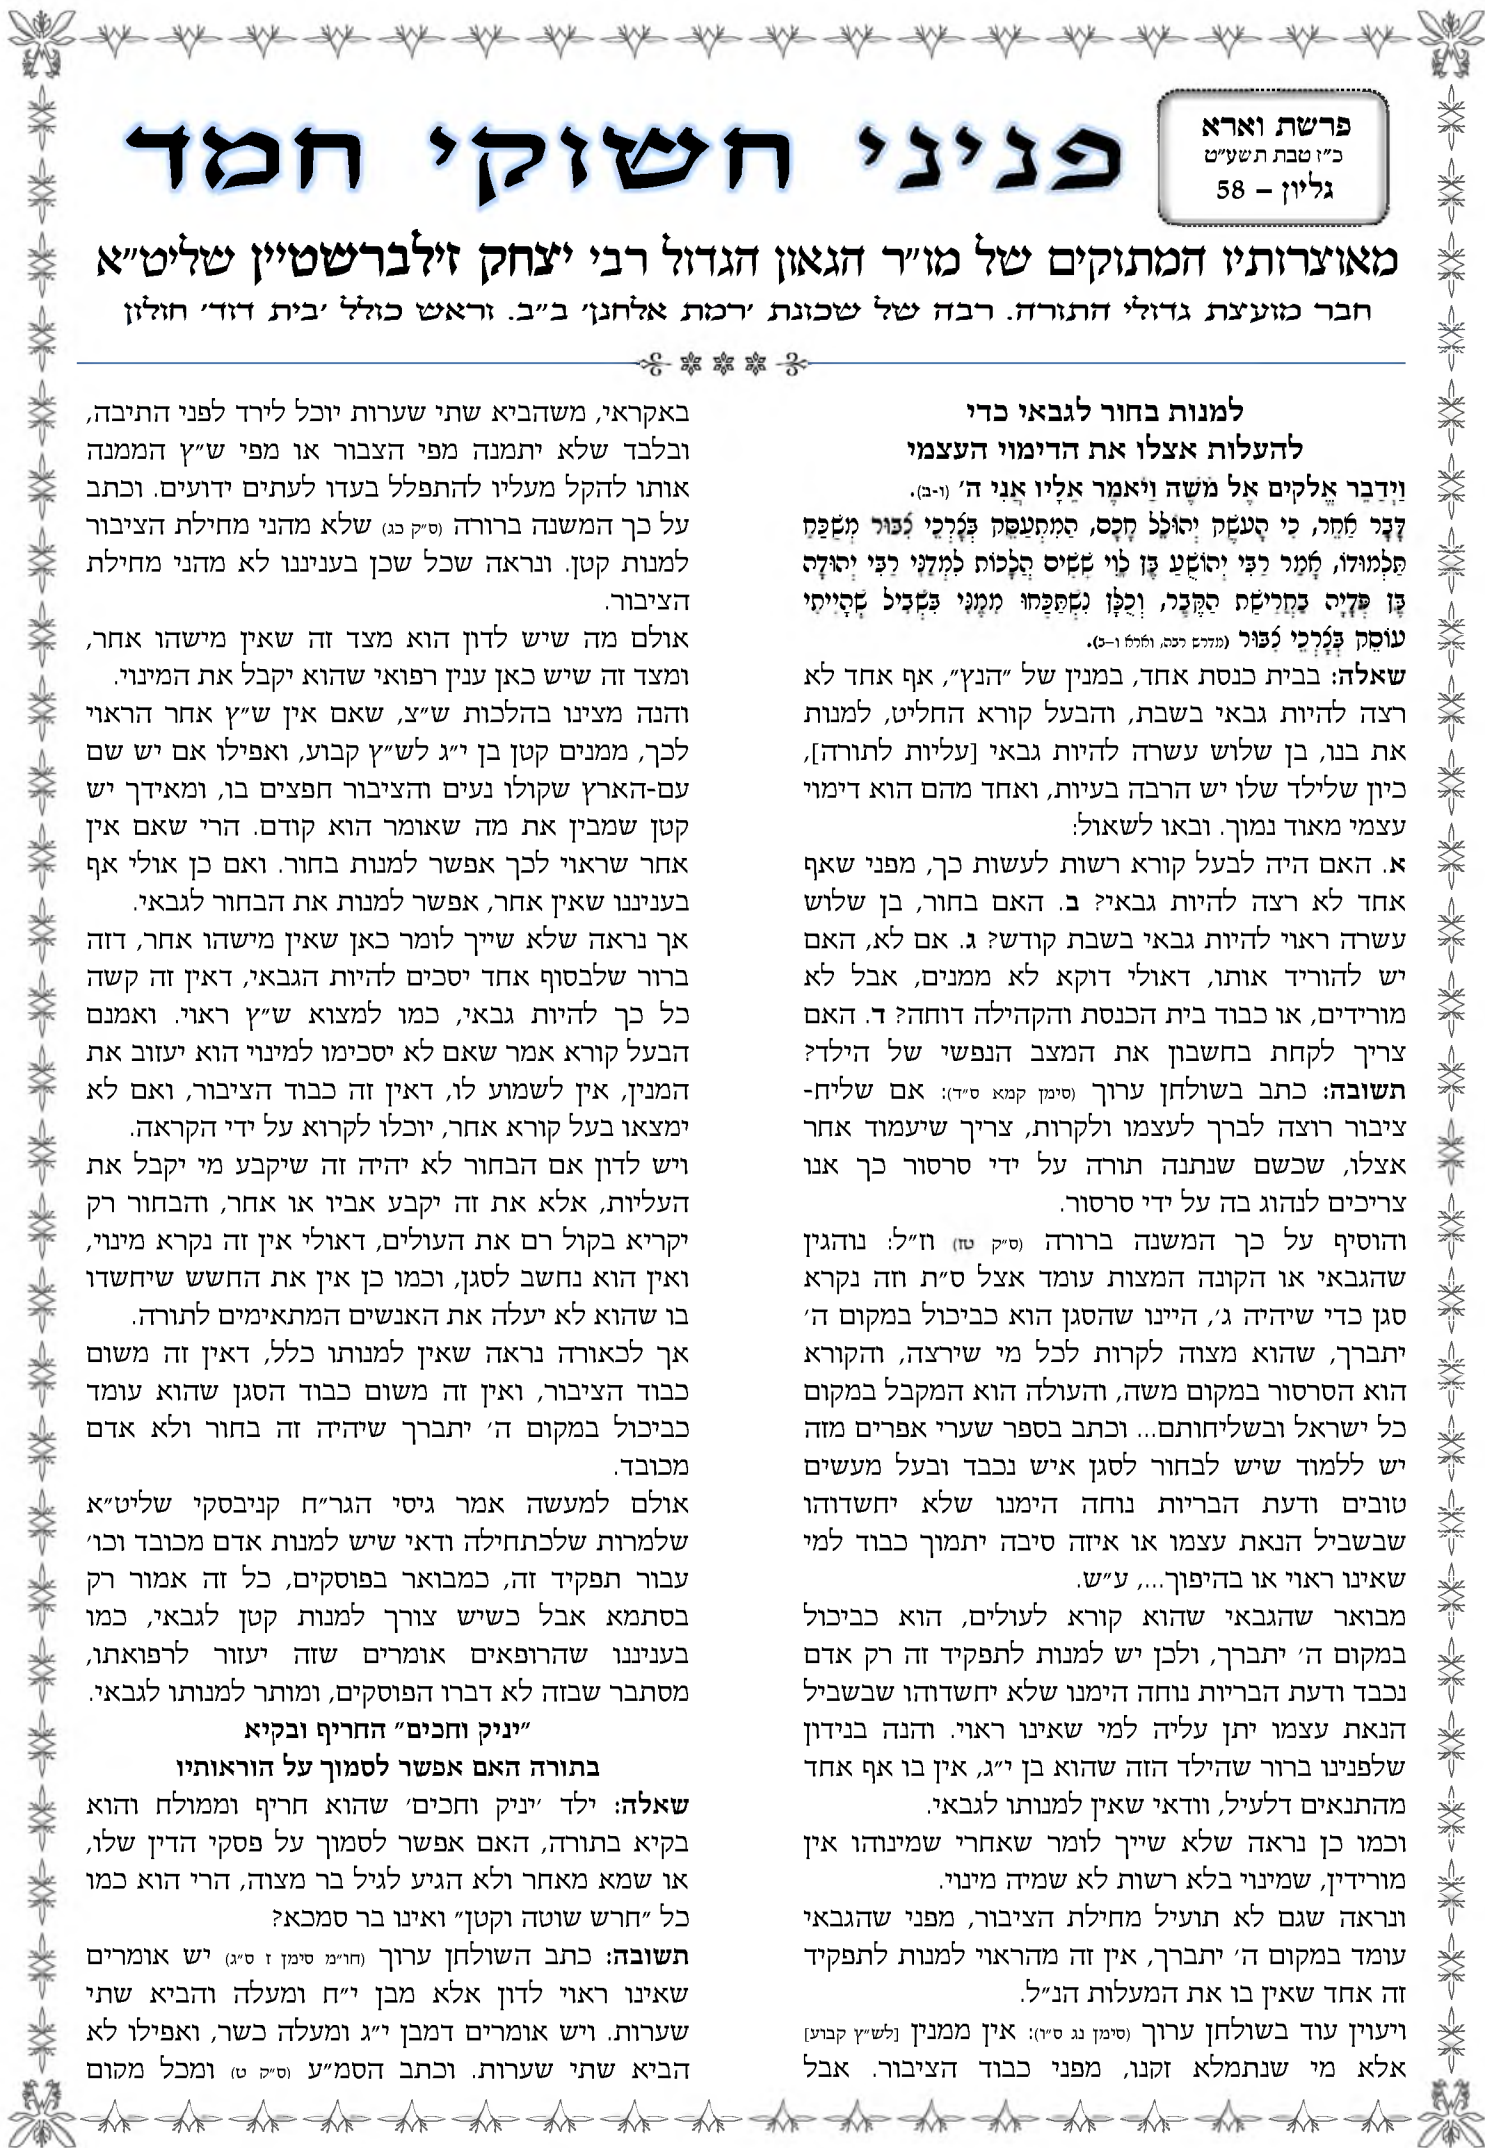 פרשת וארא
כ״ז טבת תשע״ט
גליון – 58
פניני חשוקי חמד
מאוצרותיו המתוקים של מו״ר הגאון הגדול רבי יצחק זילברשטיין שליט״א
חבר מועצת גדולי התורה. רבה של שכונת ׳רמת אלחנן׳ ב״ב. וראש כולל ׳בית דוד׳ חולון
למנות בחור לגבאי כדי
להעלות אצלו את הדימוי העצמי
וַיְדַבֵּר אֱלֹקִים אֶל מֹשֶׁה וַיֹּאמֶר אֵלָיו אֲנִי ה׳ (ו-ב).
דָּבָר אַחֵר, כִּי הָעֹשֶׁק יְהוֹלֵל חָכָם, הַמִּתְעַסֵּק בְּצָרְכֵי צִבּוּר מְשַׁכֵּחַ
תַּלְמוּדוֹ, אָמַר רַבִּי יְהוֹשֻׁעַ בֶּן לֵוִי שִׁשִּׁים הֲלָכוֹת לִמְּדַנִּי רַבִּי יְהוּדָה
בֶּן פְּדָיָה בַּחֲרִישַׁת הַקֶּבֶר, וְכֻלָּן נִשְׁתַּכְּחוּ מִמֶּנִּי בִּשְׁבִיל שֶׁהָיִיתִי
עוֹסֵק בְּצָרְכֵי צִבּוּר (מדרש רבה, וארא ו–ב).
שאלה: בבית כנסת אחד, במנין של ״הנץ״, אף אחד לא
רצה להיות גבאי בשבת, והבעל קורא החליט, למנות
את בנו, בן שלוש עשרה להיות גבאי [עליות לתורה],
כיון שלילד שלו יש הרבה בעיות, ואחד מהם הוא דימוי
עצמי מאוד נמוך. ובאו לשאול:
א. האם היה לבעל קורא רשות לעשות כך, מפני שאף
אחד לא רצה להיות גבאי? ב. האם בחור, בן שלוש
עשרה ראוי להיות גבאי בשבת קודש? ג. אם לא, האם
יש להוריד אותו, דאולי דוקא לא ממנים, אבל לא
מורידים, או כבוד בית הכנסת והקהילה דוחה? ד. האם
צריך לקחת בחשבון את המצב הנפשי של הילד?
תשובה: כתב בשולחן ערוך (סימן קמא ס״ד): אם שליח-
ציבור רוצה לברך לעצמו ולקרות, צריך שיעמוד אחר
אצלו, שכשם שנתנה תורה על ידי סרסור כך אנו
צריכים לנהוג בה על ידי סרסור.
והוסיף על כך המשנה ברורה (ס״ק טז) וז״ל: נוהגין
שהגבאי או הקונה המצות עומד אצל ס״ת וזה נקרא
סגן כדי שיהיה ג׳, היינו שהסגן הוא כביכול במקום ה׳
יתברך, שהוא מצוה לקרות לכל מי שירצה, והקורא
הוא הסרסור במקום משה, והעולה הוא המקבל במקום
כל ישראל ובשליחותם... וכתב בספר שערי אפרים מזה
יש ללמוד שיש לבחור לסגן איש נכבד ובעל מעשים
טובים ודעת הבריות נוחה הימנו שלא יחשדוהו
שבשביל הנאת עצמו או איזה סיבה יתמוך כבוד למי
שאינו ראוי או בהיפוך..., ע״ש.
מבואר שהגבאי שהוא קורא לעולים, הוא כביכול
במקום ה׳ יתברך, ולכן יש למנות לתפקיד זה רק אדם
נכבד ודעת הבריות נוחה הימנו שלא יחשדוהו שבשביל
הנאת עצמו יתן עליה למי שאינו ראוי. והנה בנידון
שלפנינו ברור שהילד הזה שהוא בן י״ג, אין בו אף אחד
מהתנאים דלעיל, וודאי שאין למנותו לגבאי.
וכמו כן נראה שלא שייך לומר שאחרי שמינוהו אין
מורידין, שמינוי בלא רשות לא שמיה מינוי.
ונראה שגם לא תועיל מחילת הציבור, מפני שהגבאי
עומד במקום ה׳ יתברך, אין זה מהראוי למנות לתפקיד
זה אחד שאין בו את המעלות הנ״ל.
ויעוין עוד בשולחן ערוך (סימן נג ס״ו): אין ממנין [לש״ץ קבוע]
אלא מי שנתמלא זקנו, מפני כבוד הציבור. אבל
באקראי, משהביא שתי שערות יוכל לירד לפני התיבה,
ובלבד שלא יתמנה מפי הצבור או מפי ש״ץ הממנה
אותו להקל מעליו להתפלל בעדו לעתים ידועים. וכתב
על כך המשנה ברורה (ס״ק כג) שלא מהני מחילת הציבור
למנות קטן. ונראה שכל שכן בעניננו לא מהני מחילת
הציבור.
אולם מה שיש לדון הוא מצד זה שאין מישהו אחר,
ומצד זה שיש כאן ענין רפואי שהוא יקבל את המינוי.
והנה מצינו בהלכות ש״צ, שאם אין ש״ץ אחר הראוי
לכך, ממנים קטן בן י״ג לש״ץ קבוע, ואפילו אם יש שם
עם-הארץ שקולו נעים והציבור חפצים בו, ומאידך יש
קטן שמבין את מה שאומר הוא קודם. הרי שאם אין
אחר שראוי לכך אפשר למנות בחור. ואם כן אולי אף
בעניננו שאין אחר, אפשר למנות את הבחור לגבאי.
אך נראה שלא שייך לומר כאן שאין מישהו אחר, דזה
ברור שלבסוף אחד יסכים להיות הגבאי, דאין זה קשה
כל כך להיות גבאי, כמו למצוא ש״ץ ראוי. ואמנם
הבעל קורא אמר שאם לא יסכימו למינוי הוא יעזוב את
המנין, אין לשמוע לו, דאין זה כבוד הציבור, ואם לא
ימצאו בעל קורא אחר, יוכלו לקרוא על ידי הקראה.
ויש לדון אם הבחור לא יהיה זה שיקבע מי יקבל את
העליות, אלא את זה יקבע אביו או אחר, והבחור רק
יקריא בקול רם את העולים, דאולי אין זה נקרא מינוי,
ואין הוא נחשב לסגן, וכמו כן אין את החשש שיחשדו
בו שהוא לא יעלה את האנשים המתאימים לתורה.
אך לכאורה נראה שאין למנותו כלל, דאין זה משום
כבוד הציבור, ואין זה משום כבוד הסגן שהוא עומד
כביכול במקום ה׳ יתברך שיהיה זה בחור ולא אדם
מכובד.
אולם למעשה אמר גיסי הגר״ח קניבסקי שליט״א
שלמרות שלכתחילה ודאי שיש למנות אדם מכובד וכו׳
עבור תפקיד זה, כמבואר בפוסקים, כל זה אמור רק
בסתמא אבל כשיש צורך למנות קטן לגבאי, כמו
בעניננו שהרופאים אומרים שזה יעזור לרפואתו,
מסתבר שבזה לא דברו הפוסקים, ומותר למנותו לגבאי.
״יניק וחכים״ החריף ובקיא
בתורה האם אפשר לסמוך על הוראותיו
שאלה: ילד ׳יניק וחכים׳ שהוא חריף וממולח והוא
בקיא בתורה, האם אפשר לסמוך על פסקי הדין שלו,
או שמא מאחר ולא הגיע לגיל בר מצוה, הרי הוא כמו
כל ״חרש שוטה וקטן״ ואינו בר סמכא?
תשובה: כתב השולחן ערוך (חו״מ סימן ז ס״ג) יש אומרים
שאינו ראוי לדון אלא מבן י״ח ומעלה והביא שתי
שערות. ויש אומרים דמבן י״ג ומעלה כשר, ואפילו לא
הביא שתי שערות. וכתב הסמ״ע (ס״ק ט) ומכל מקום